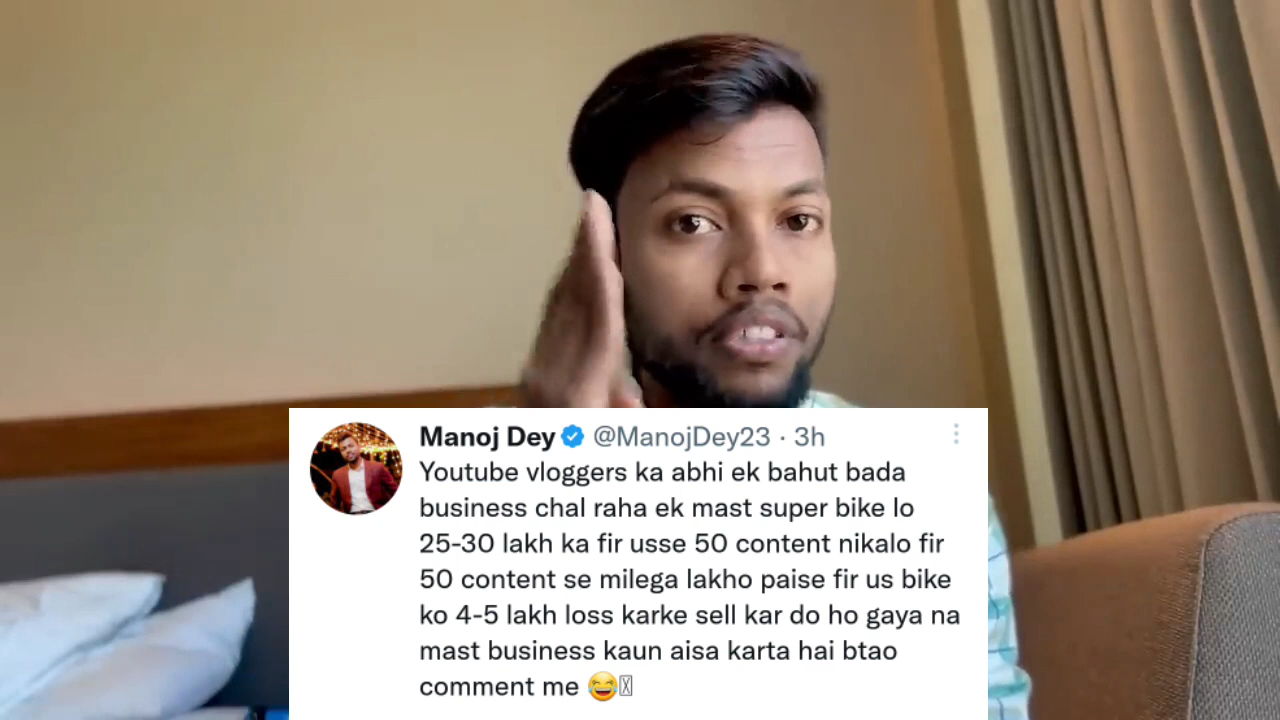 Manoj Dey @ManojDey23 · 3h
Youtube vloggers ka abhi ek bahut bada
business chal raha ek mast super bike lo
25-30 lakh ka fir usse 50 content nikalo fir
50 content se milega lakho paise fir us bike
ko 4-5 lakh loss karke sell kar do ho gaya na
mast business kaun aisa karta hai btao
comment me 😂